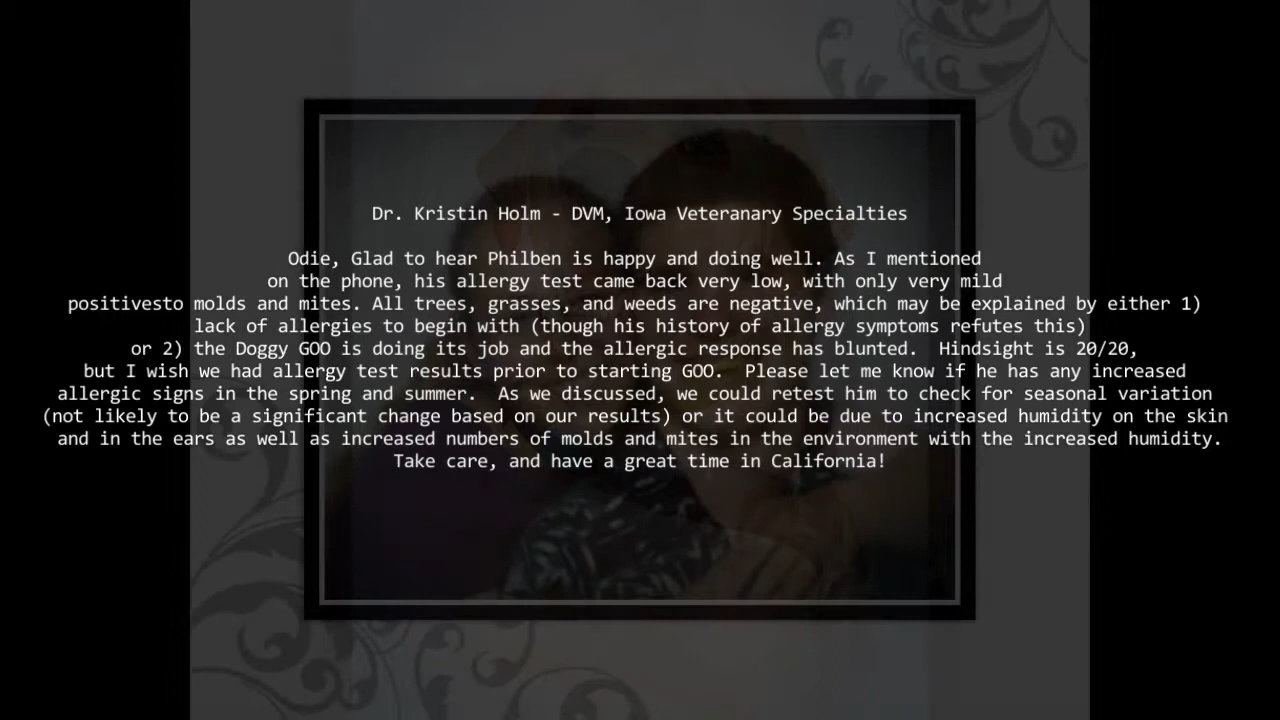 Dr. Kristin Holm - DVM, Iowa Veteranary Specialties
Odie, Glad to hear Philben is happy and doing well. As I mentioned
on the phone, his allergy test came back very low, with only very mild
positivesto molds and mites. All trees, grasses, and weeds are negative, which may be explained by either 1)
lack of allergies to begin with (though his history of allergy symptoms refutes this)
or 2) the Doggy GOO is doing its job and the allergic response has blunted. Hindsight is 20/20,
but I wish we had allergy test results prior to starting GOO. Please let me know if he has any increased
allergic signs in the spring and summer. As we discussed, we could retest him to check for seasonal variation
(not likely to be a significant change based on our results) or it could be due to increased humidity on the skin
and in the ears as well as increased numbers of molds and mites in the environment with the increased humidity.
Take care, and have a great time in California!